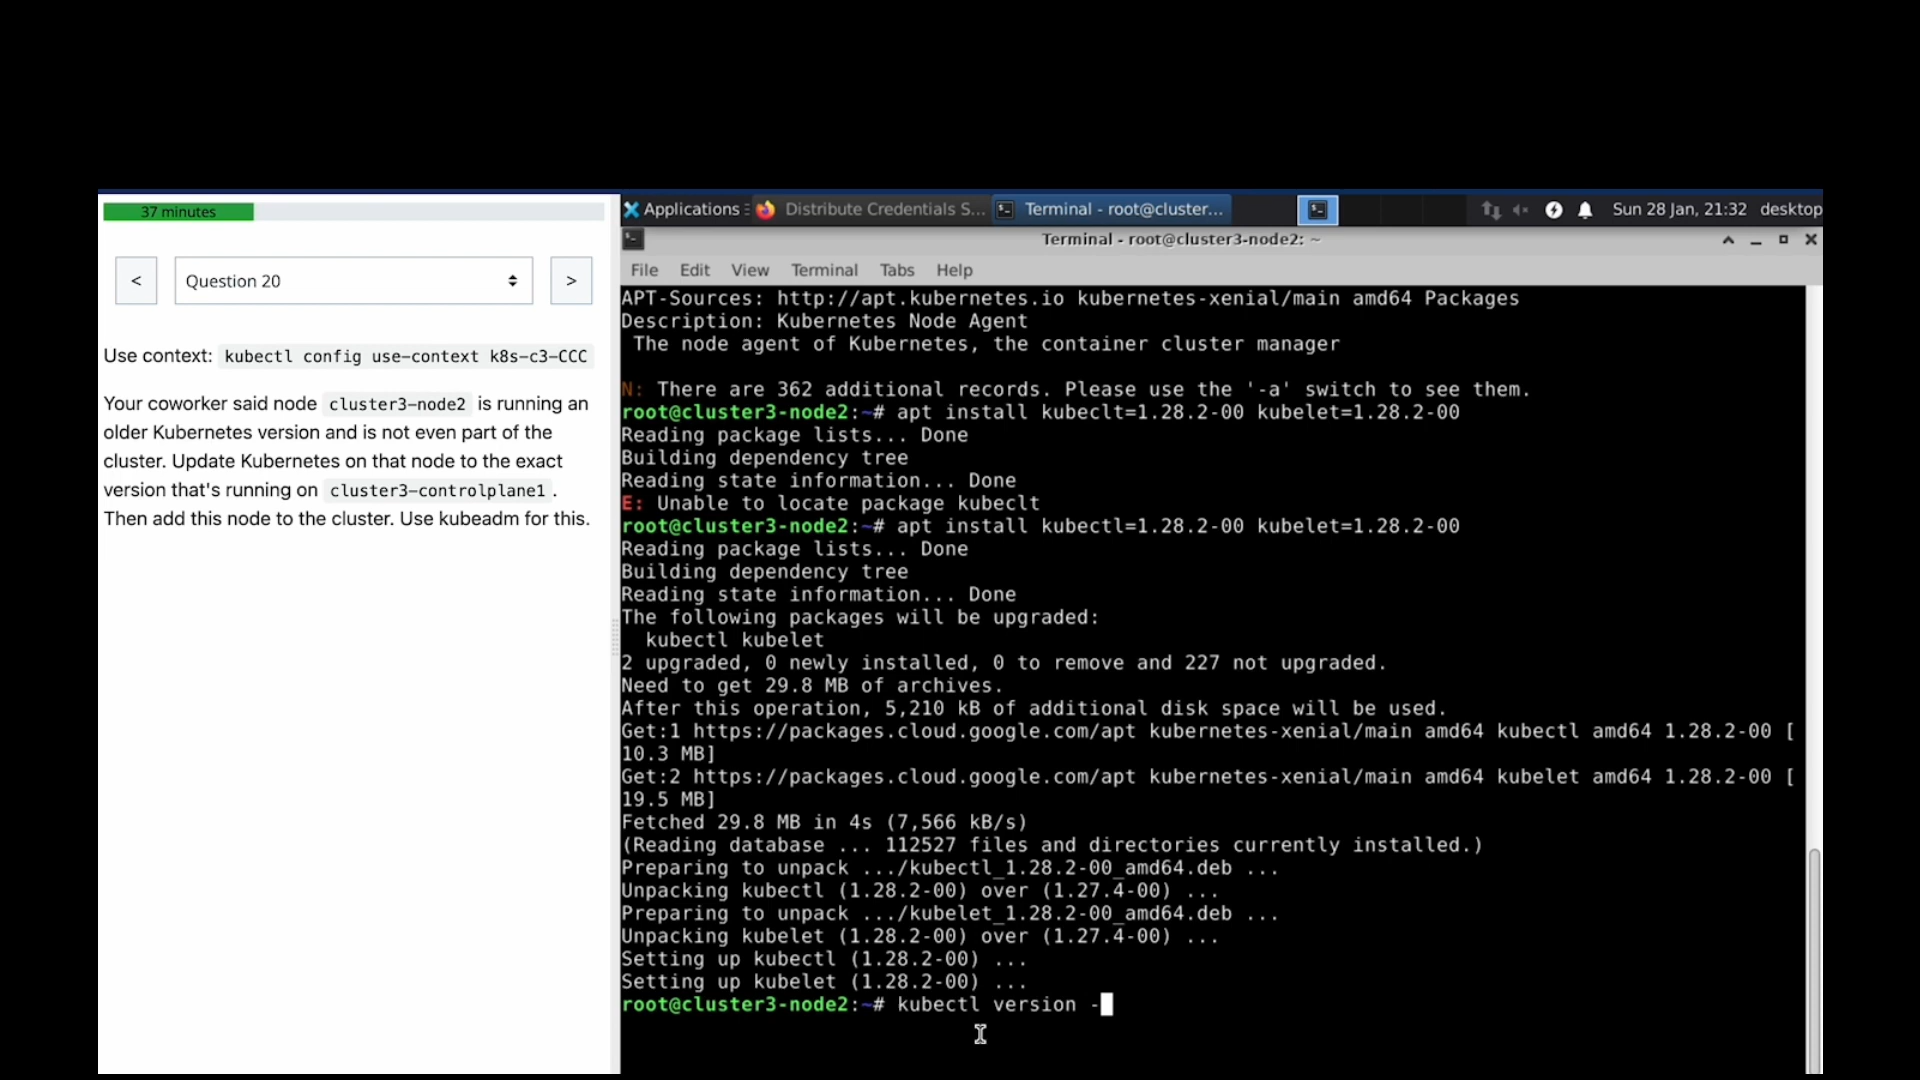 37 minutes
<
Question 20
>
Use context: kubectl config use-context k8s-c3-CCC
Your coworker said node cluster3-node2 is running an
older Kubernetes version and is not even part of the
cluster. Update Kubernetes on that node to the exact
version that's running on cluster3-controlplane1 .
Then add this node to the cluster. Use kubeadm for this.
Applications
Distribute Credentials S...
Terminal - root@cluster...
Sun 28 Jan, 21:32
desktop
Terminal - root@cluster3-node2: ~
File Edit View Terminal Tabs Help
APT-Sources: http://apt.kubernetes.io kubernetes-xenial/main amd64 Packages
Description: Kubernetes Node Agent
The node agent of Kubernetes, the container cluster manager
N: There are 362 additional records. Please use the '-a' switch to see them.
root@cluster3-node2:~# apt install kubeclt=1.28.2-00 kubelet=1.28.2-00
Reading package lists... Done
Building dependency tree
Reading state information... Done
E: Unable to locate package kubeclt
root@cluster3-node2:~# apt install kubectl=1.28.2-00 kubelet=1.28.2-00
Reading package lists... Done
Building dependency tree
Reading state information... Done
The following packages will be upgraded:
kubectl kubelet
2 upgraded, 0 newly installed, 0 to remove and 227 not upgraded.
Need to get 29.8 MB of archives.
After this operation, 5,210 kB of additional disk space will be used.
Get:1 https://packages.cloud.google.com/apt kubernetes-xenial/main amd64 kubectl amd64 1.28.2-00 [
10.3 MB]
Get:2 https://packages.cloud.google.com/apt kubernetes-xenial/main amd64 kubelet amd64 1.28.2-00 [
19.5 MB]
Fetched 29.8 MB in 4s (7,566 kB/s)
(Reading database ... 112527 files and directories currently installed.)
Preparing to unpack .../kubectl_1.28.2-00_amd64.deb ...
Unpacking kubectl (1.28.2-00) over (1.27.4-00) ...
Preparing to unpack .../kubelet_1.28.2-00_amd64.deb ...
Unpacking kubelet (1.28.2-00) over (1.27.4-00) ...
Setting up kubectl (1.28.2-00) ...
Setting up kubelet (1.28.2-00) ...
root@cluster3-node2:~# kubectl version -